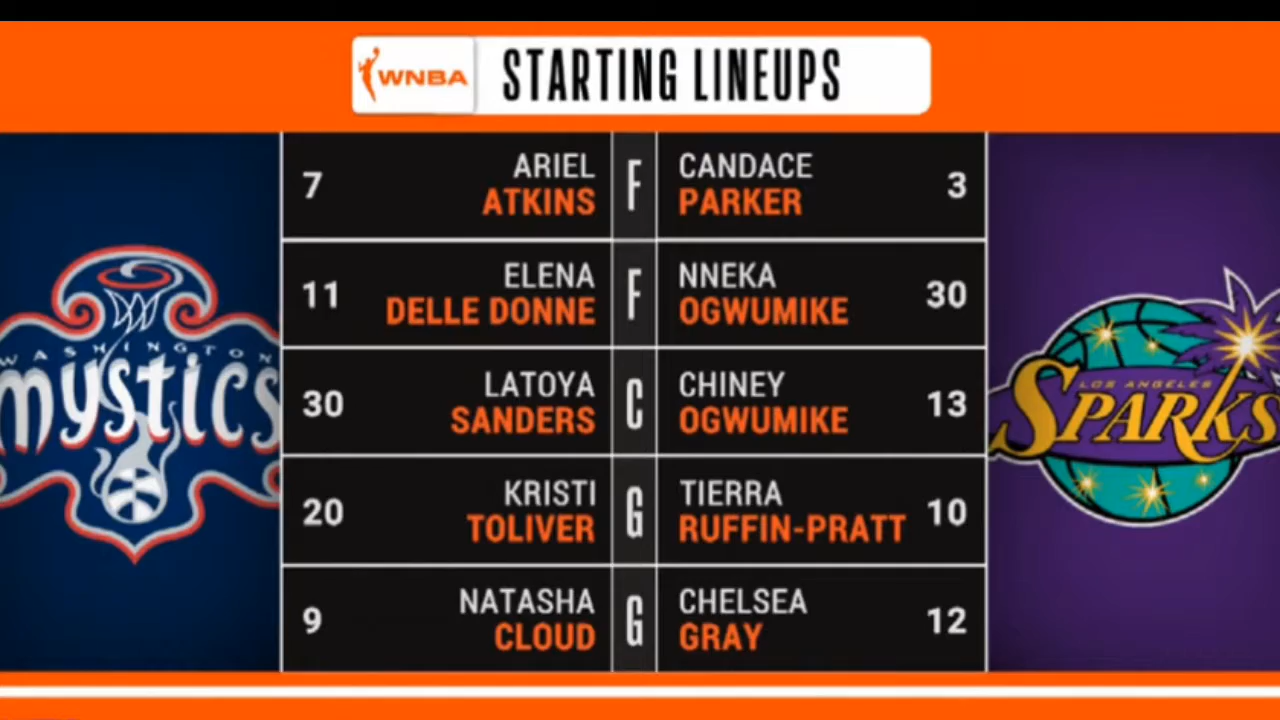 WNBA STARTING LINEUPS
7 ARIEL ATKINS F CANDACE PARKER 3
11 ELENA DELLE DONNE F NNEKA OGWUMIKE 30
30 LATOYA SANDERS C CHINEY OGWUMIKE 13
20 KRISTI TOLIVER G TIERRA RUFFIN-PRATT 10
9 NATASHA CLOUD G CHELSEA GRAY 12
WASHINGTON
mystics
LOS ANGELES
SPARKS